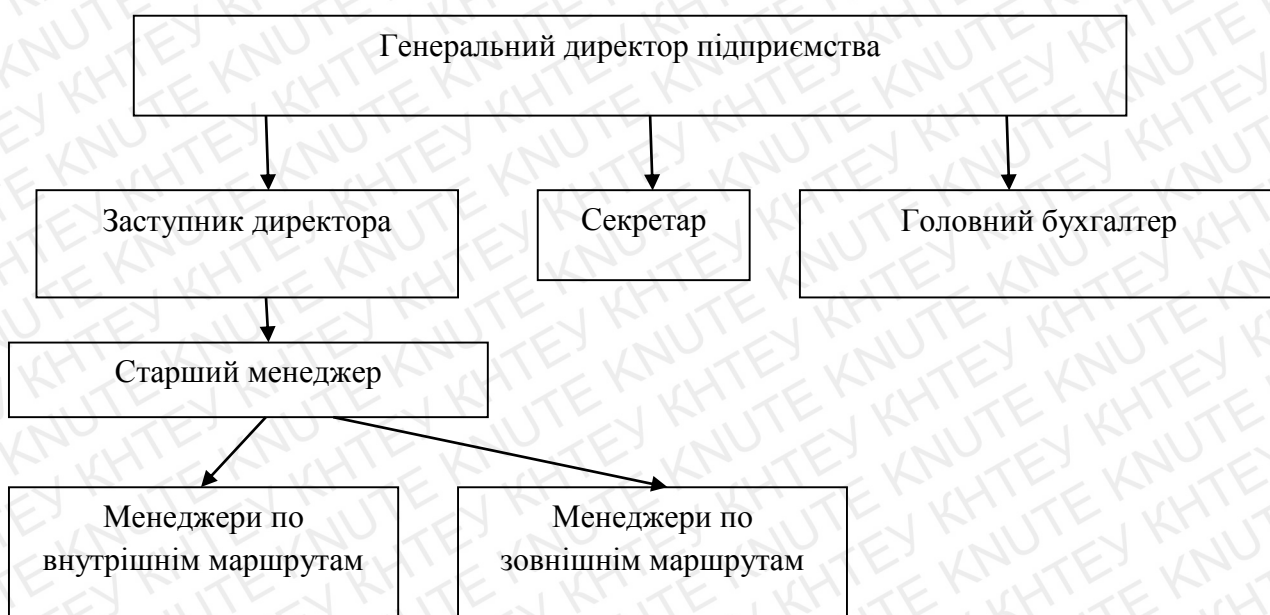 Генеральний директор підприємства
Заступник директора
Секретар
Головний бухгалтер
Старший менеджер
Менеджери по
внутрішнім маршрутам
Менеджери по
зовнішнім маршрутам